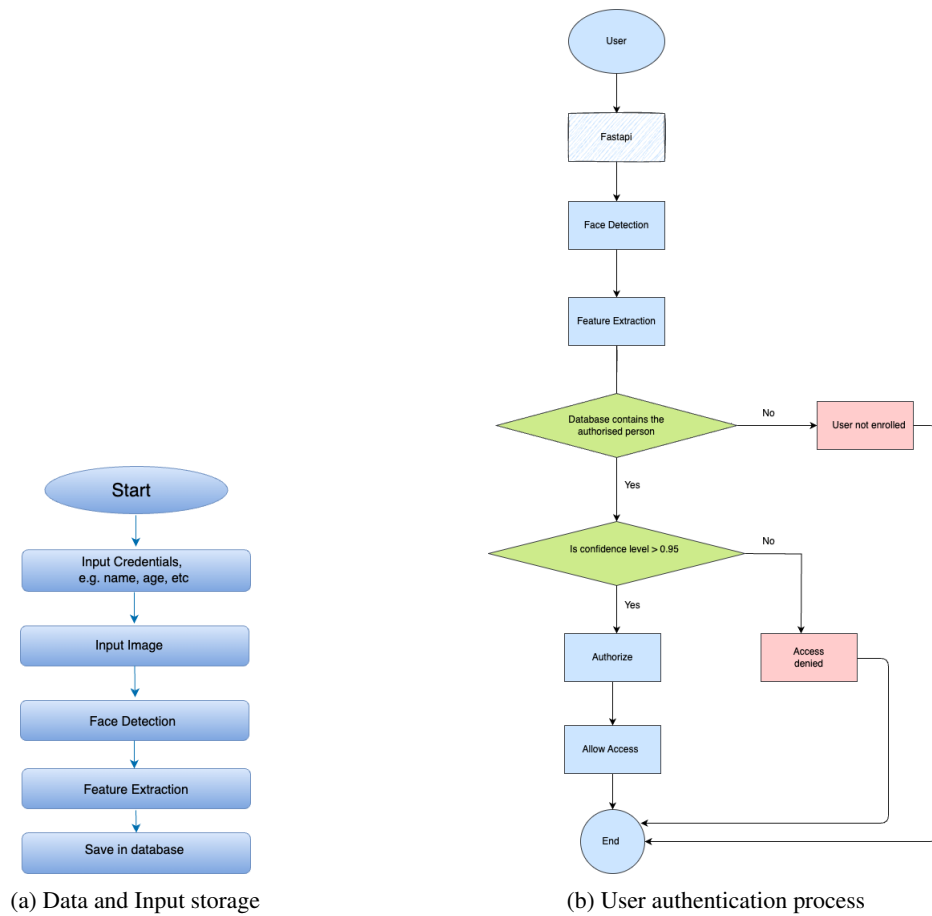 Start
Input Credentials,
e.g. name, age, etc
Input Image
Face Detection
Feature Extraction
Save in database
(a) Data and Input storage
User
Fastapi
Face Detection
Feature Extraction
Database contains the
authorised person
No
User not enrolled
Yes
Is confidence level > 0.95
No
Yes
Authorize
Access
denied
Allow Access
End
(b) User authentication process